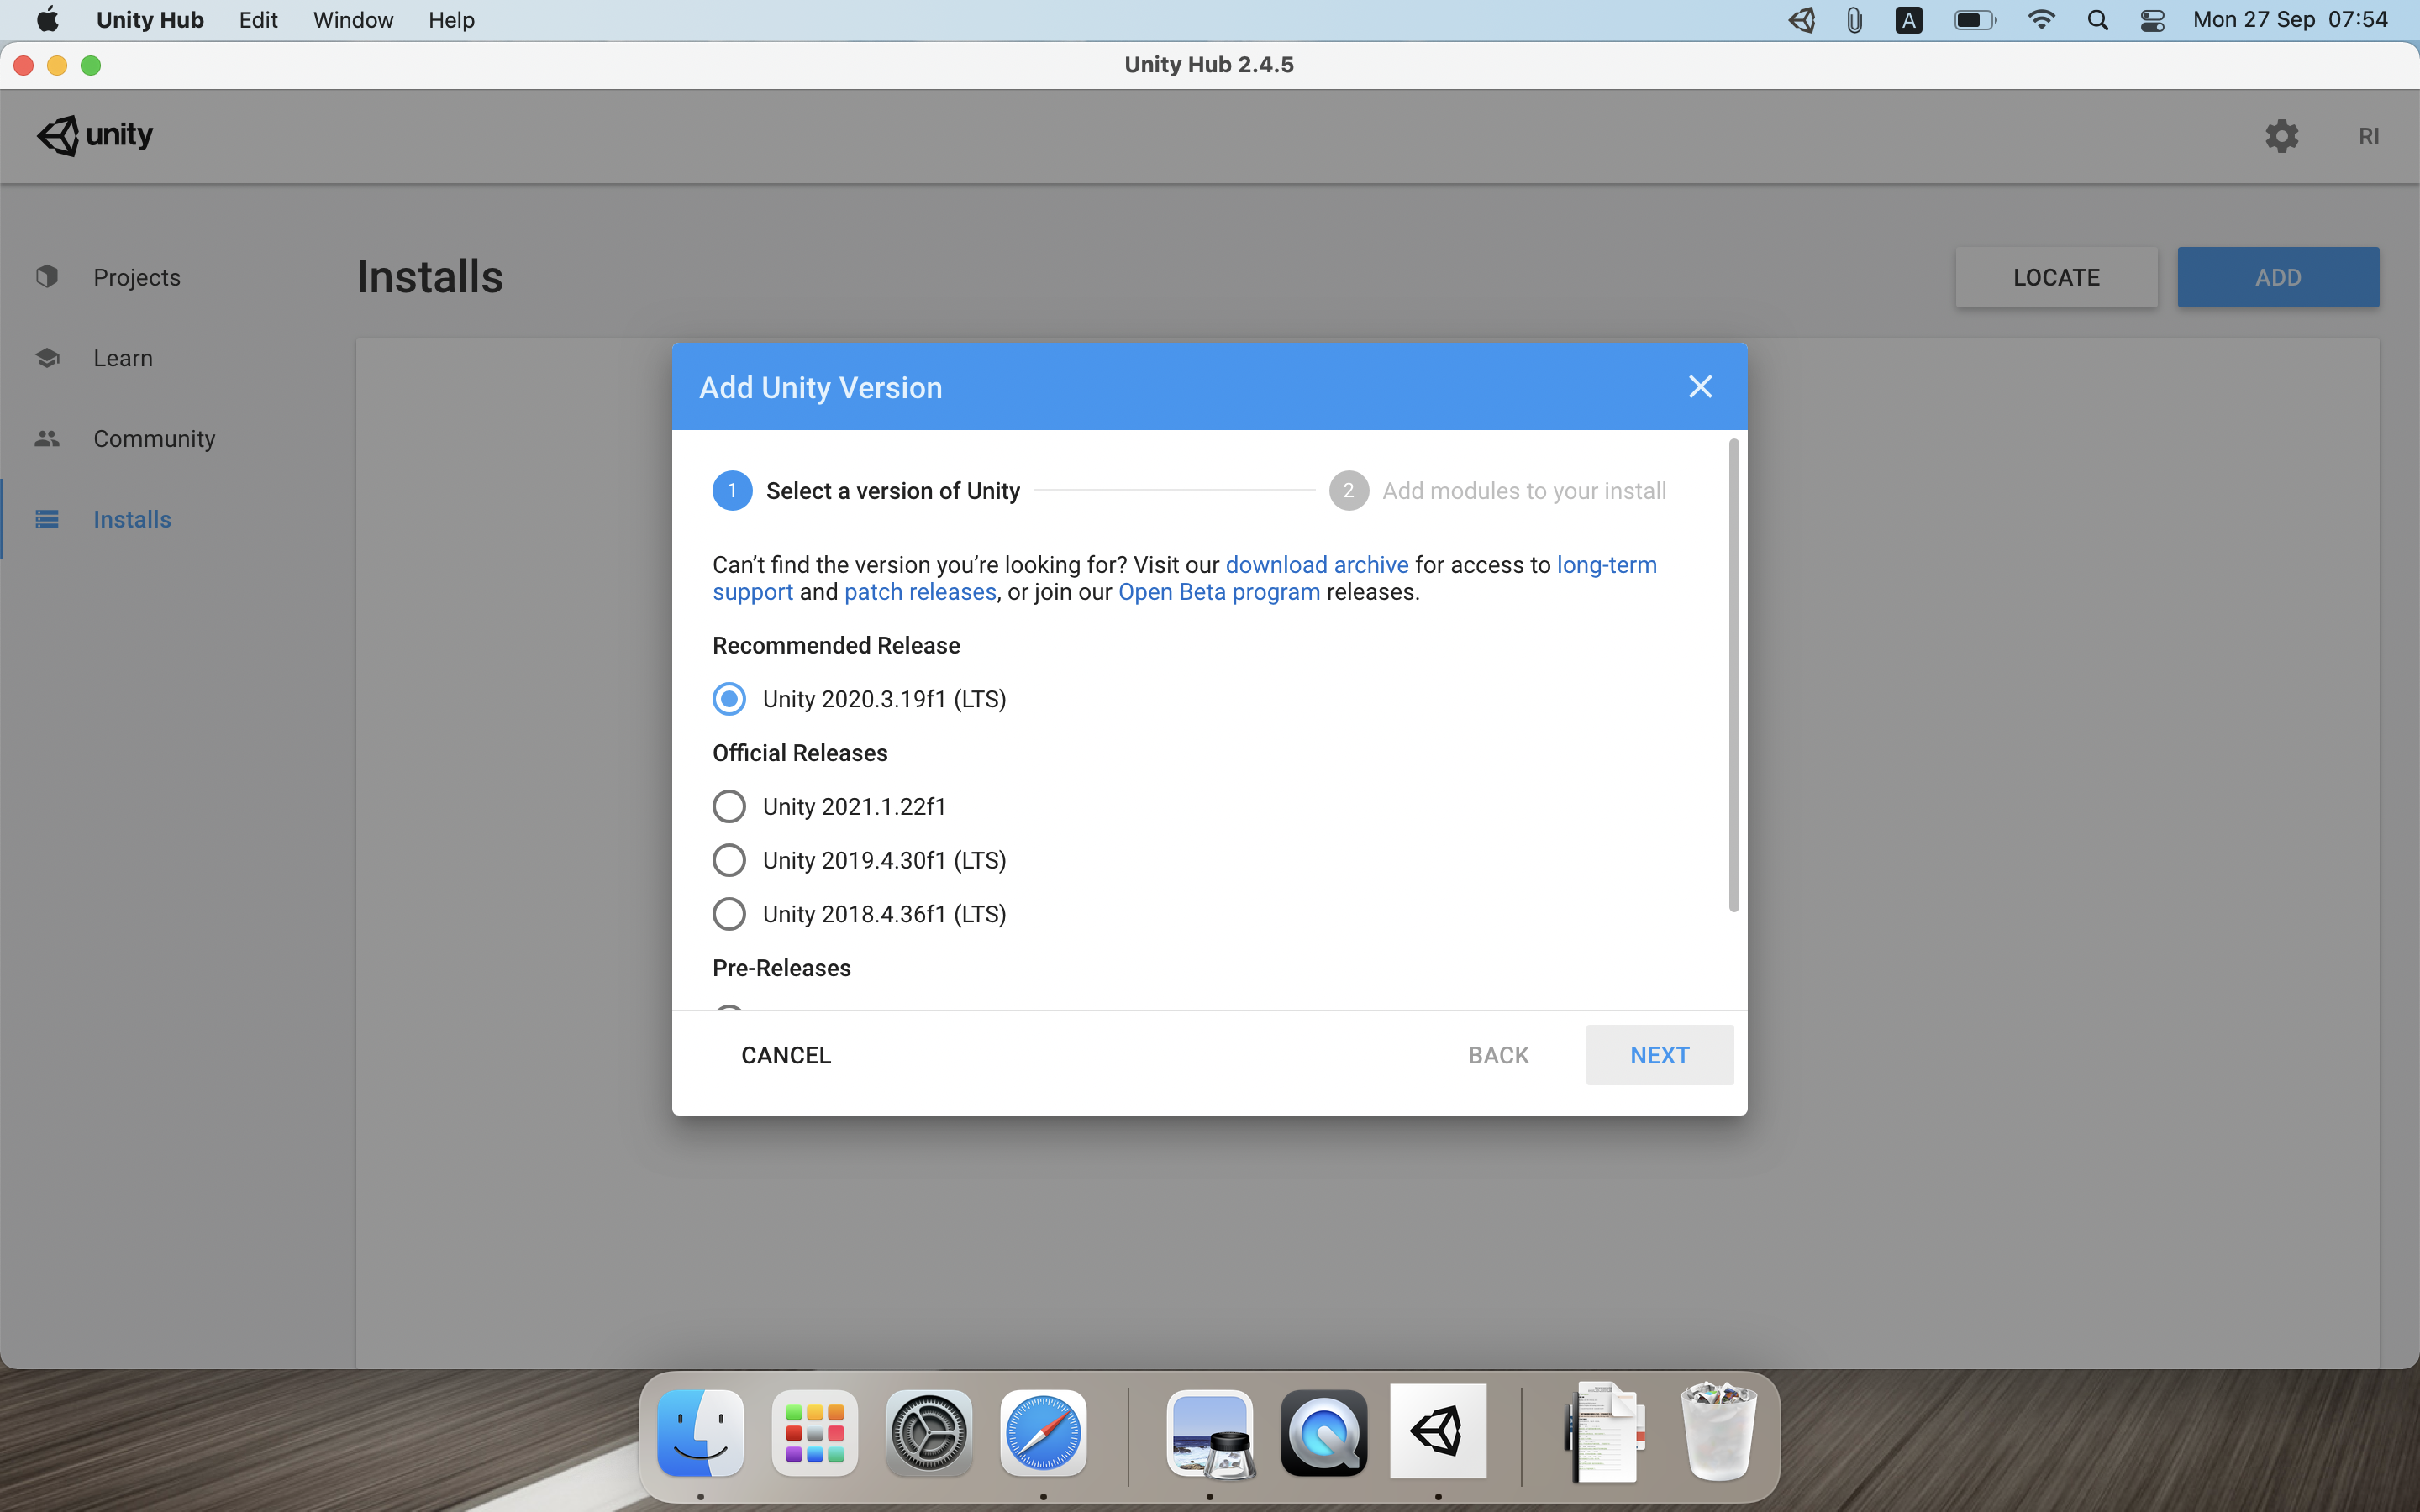 Unity Hub Edit Window Help A Mon 27 Sep 07:54
Unity Hub 2.4.5
unity RI
Projects
Learn
Community
Installs
Installs
LOCATE
ADD
Add Unity Version
1 Select a version of Unity 2 Add modules to your install
Can't find the version you're looking for? Visit our download archive for access to long-term
support and patch releases, or join our Open Beta program releases.
Recommended Release
Unity 2020.3.19f1 (LTS)
Official Releases
Unity 2021.1.22f1
Unity 2019.4.30f1 (LTS)
Unity 2018.4.36f1 (LTS)
Pre-Releases
CANCEL BACK NEXT